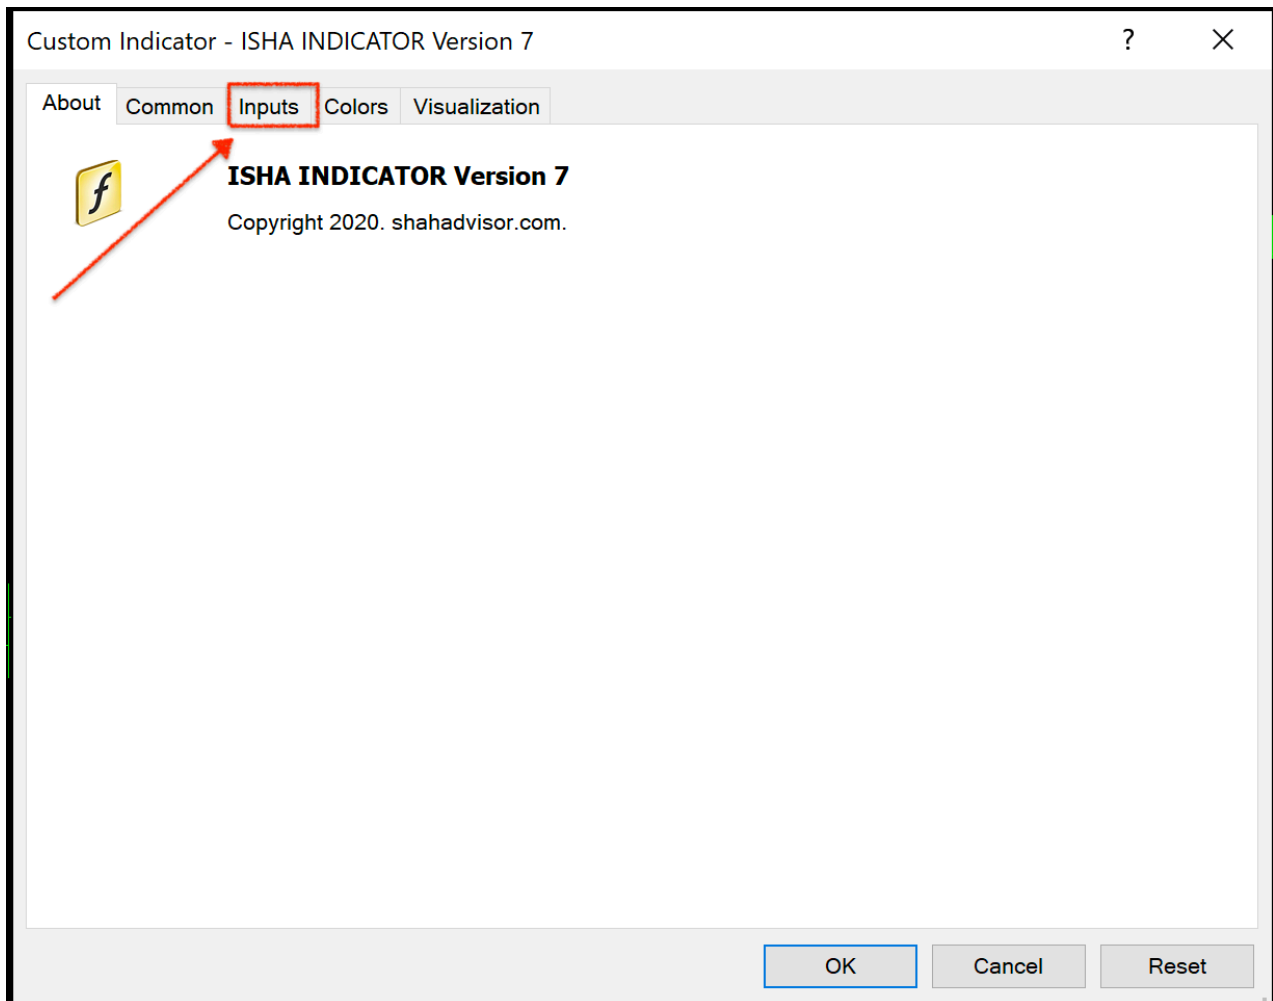 Custom Indicator - ISHA INDICATOR Version 7 ?
About Common Inputs Colors Visualization
ISHA INDICATOR Version 7
Copyright 2020. shahadvisor.com.
OK Cancel Reset